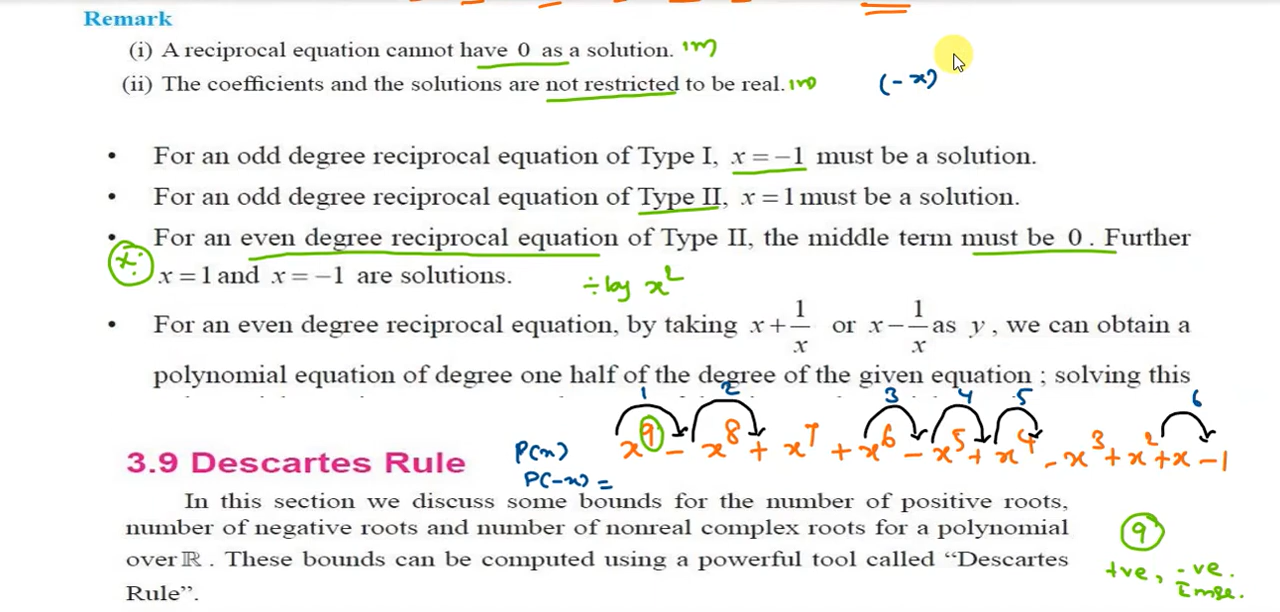 Remark
(i) A reciprocal equation cannot have 0 as a solution. 1m
(ii) The coefficients and the solutions are not restricted to be real. 1m
(-x)
• For an odd degree reciprocal equation of Type I, x = −1 must be a solution.
• For an odd degree reciprocal equation of Type II, x = 1 must be a solution.
• For an even degree reciprocal equation of Type II, the middle term must be 0. Further
x = 1 and x = −1 are solutions.
÷ by x²
• For an even degree reciprocal equation, by taking x + 1/x or x − 1/x as y, we can obtain a
polynomial equation of degree one half of the degree of the given equation ; solving this
1 2 3 4 5 6
P(x) x⁹ − x⁸ + x⁷ + x⁶ − x⁵ + x⁴ − x³ + x² + x − 1
P(-x) =
3.9 Descartes Rule
In this section we discuss some bounds for the number of positive roots,
number of negative roots and number of nonreal complex roots for a polynomial
over ℝ. These bounds can be computed using a powerful tool called “Descartes
Rule”.
9
+ve, -ve.